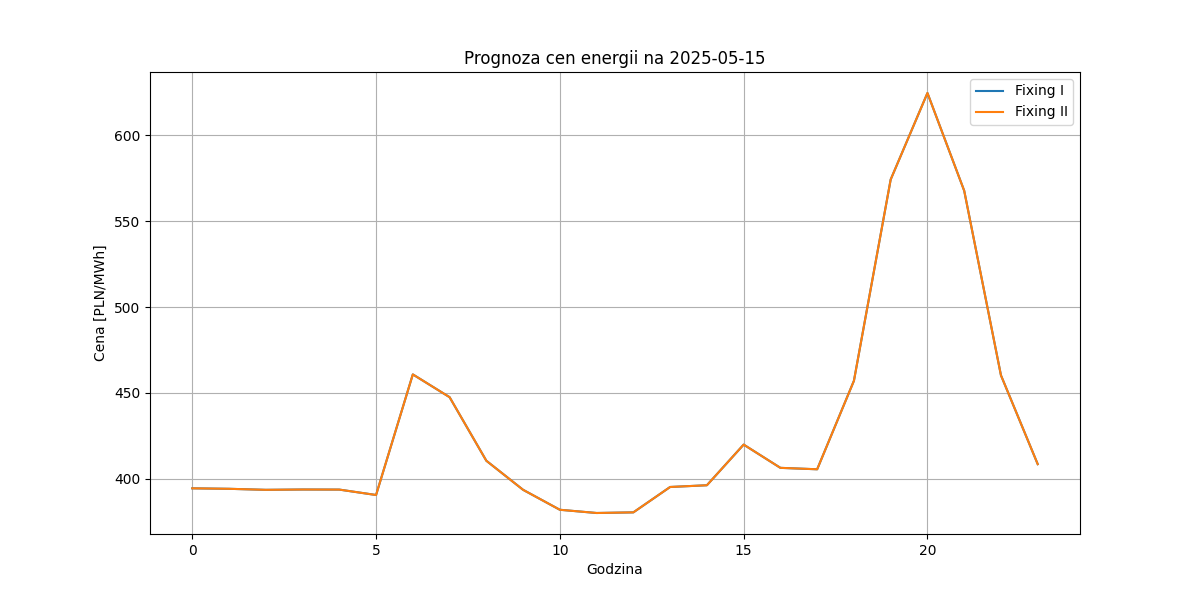 Prognoza cen energii na 2025-05-15
Fixing I
Fixing II
600
550
500
450
400
Cena [PLN/MWh]
0 5 10 15 20
Godzina